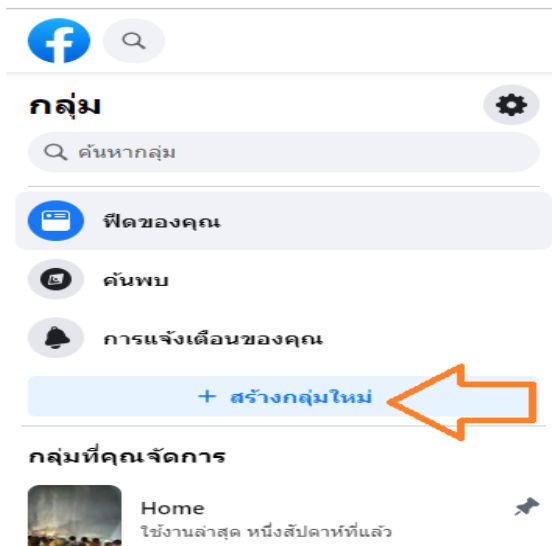 กลุ่ม
ค้นหากลุ่ม
ฟีดของคุณ
ค้นพบ
การแจ้งเตือนของคุณ
+ สร้างกลุ่มใหม่
กลุ่มที่คุณจัดการ
Home
ใช้งานล่าสุด หนึ่งสัปดาห์ที่แล้ว